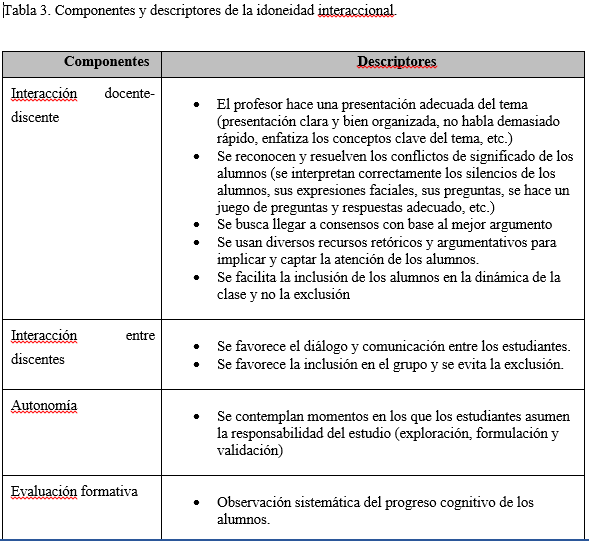 Tabla 3. Componentes y descriptores de la idoneidad interaccional.
Componentes
Descriptores
Interacción docente-
discente
• El profesor hace una presentación adecuada del tema
(presentación clara y bien organizada, no habla demasiado
rápido, enfatiza los conceptos clave del tema, etc.)
• Se reconocen y resuelven los conflictos de significado de los
alumnos (se interpretan correctamente los silencios de los
alumnos, sus expresiones faciales, sus preguntas, se hace un
juego de preguntas y respuestas adecuado, etc.)
• Se busca llegar a consensos con base al mejor argumento
• Se usan diversos recursos retóricos y argumentativos para
implicar y captar la atención de los alumnos.
• Se facilita la inclusión de los alumnos en la dinámica de la
clase y no la exclusión
Interacción entre
discentes
• Se favorece el diálogo y comunicación entre los estudiantes.
• Se favorece la inclusión en el grupo y se evita la exclusión.
Autonomía
• Se contemplan momentos en los que los estudiantes asumen
la responsabilidad del estudio (exploración, formulación y
validación)
Evaluación formativa
• Observación sistemática del progreso cognitivo de los
alumnos.